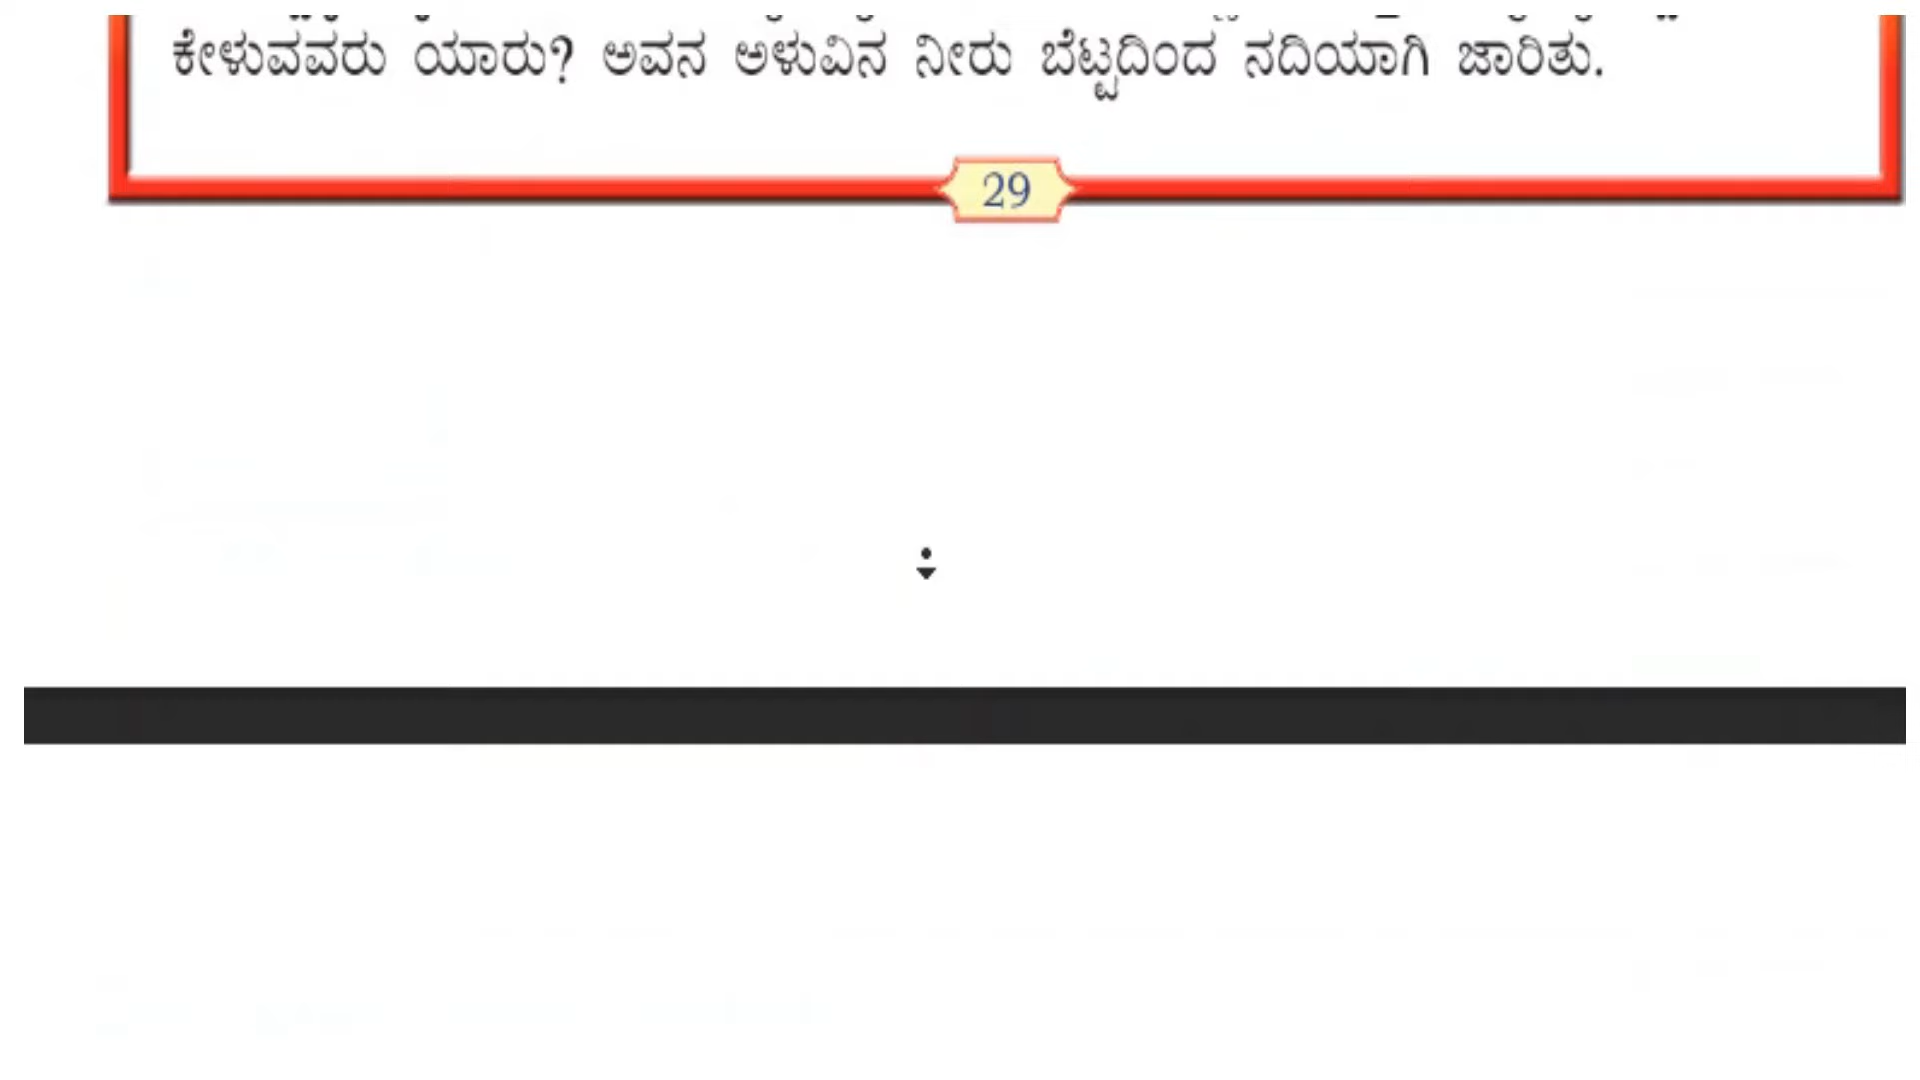 ಕೇಳುವವರು ಯಾರು? ಅವನ ಅಳುವಿನ ನೀರು ಬೆಟ್ಟದಿಂದ ನದಿಯಾಗಿ ಜಾರಿತು.
29